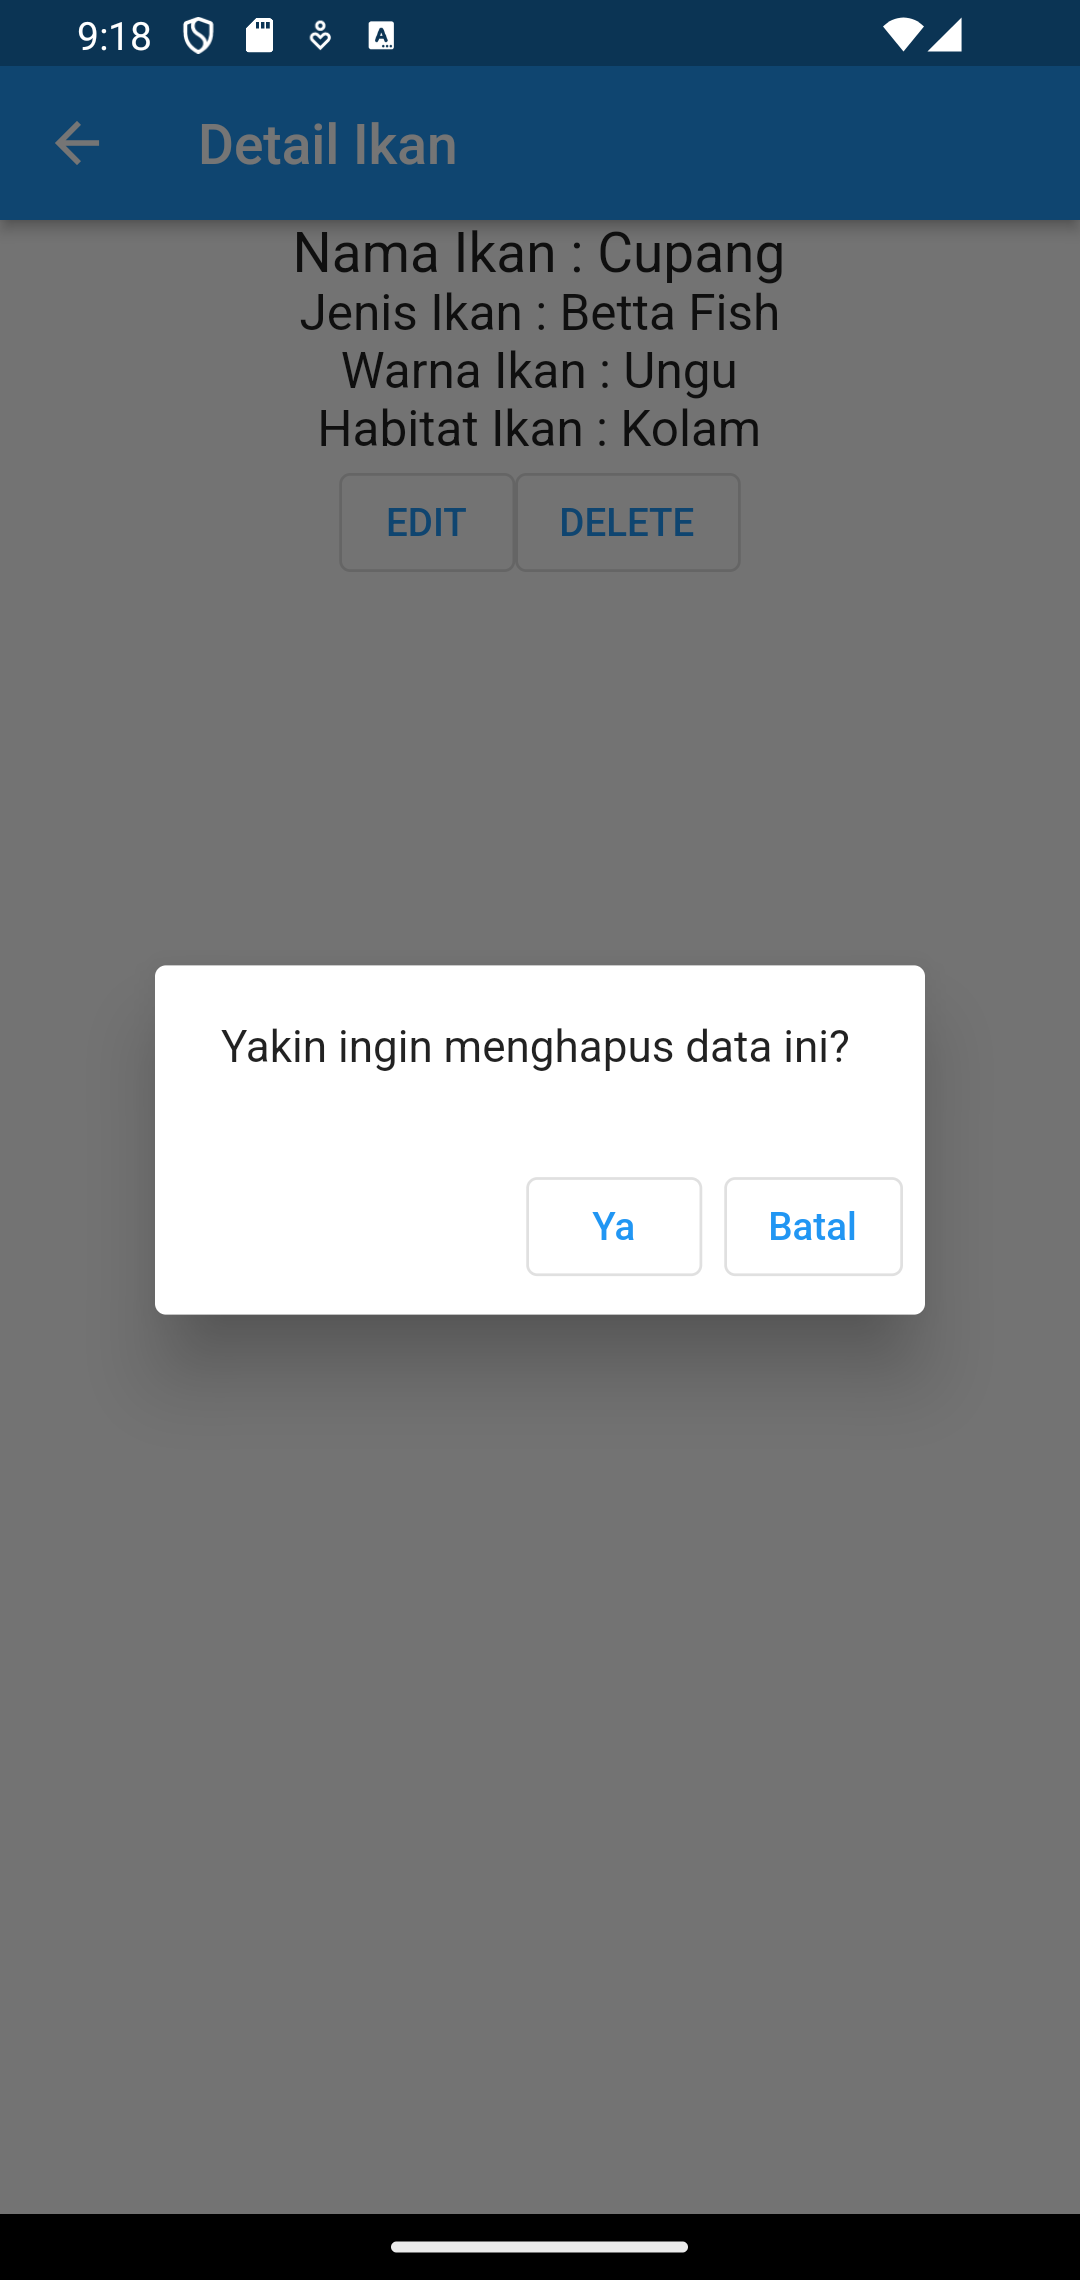 9:18
Detail Ikan
Nama Ikan : Cupang
Jenis Ikan : Betta Fish
Warna Ikan : Ungu
Habitat Ikan : Kolam
EDIT DELETE
Yakin ingin menghapus data ini?
Ya Batal